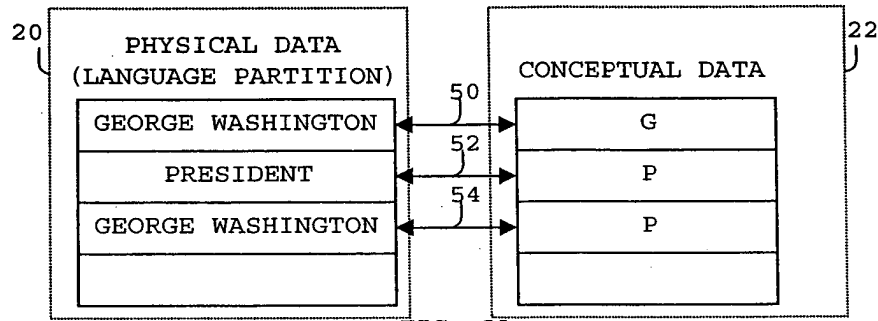 20
PHYSICAL DATA
(LANGUAGE PARTITION)
GEORGE WASHINGTON
PRESIDENT
GEORGE WASHINGTON
50
52
54
22
CONCEPTUAL DATA
G
P
P